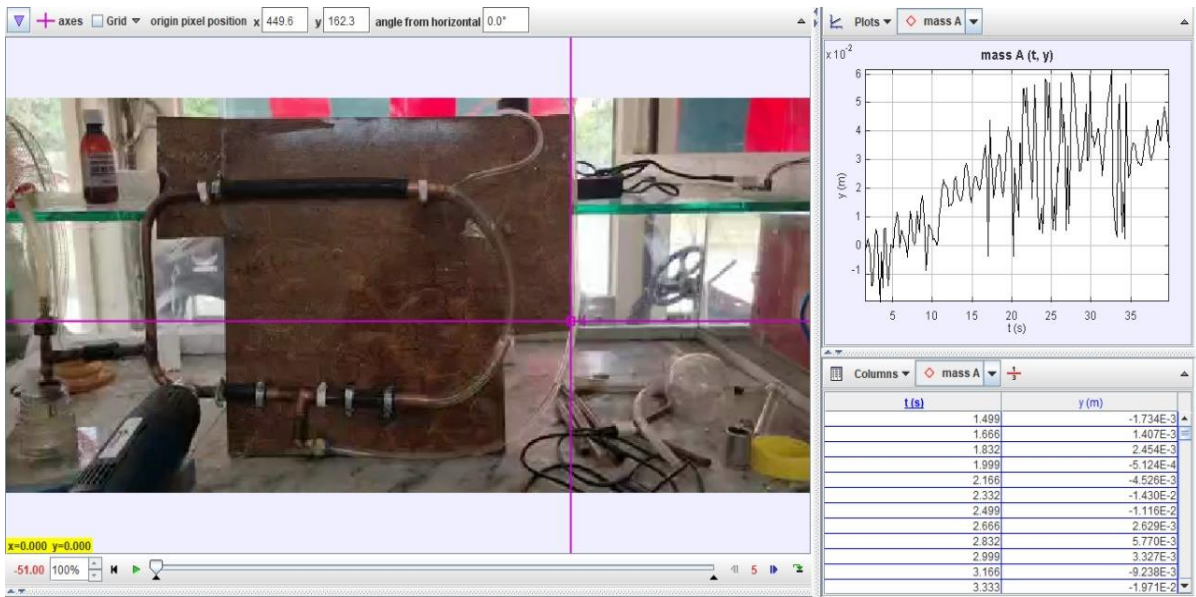 axes Grid origin pixel position x 449.6 y 162.3 angle from horizontal 0.0°
x=0.000 y=0.000
-51.00 100% 5
Plots mass A
mass A (t, y)
x 10-2
6
5
4
3
2
1
0
-1
y (m)
5 10 15 20 25 30 35
t (s)
Columns mass A
t (s) y (m)
1.499 -1.734E-3
1.666 1.407E-3
1.832 2.454E-3
1.999 -5.124E-4
2.166 -4.526E-3
2.332 -1.430E-2
2.499 -1.116E-2
2.666 2.629E-3
2.832 5.770E-3
2.999 3.327E-3
3.166 -9.238E-3
3.333 -1.971E-2